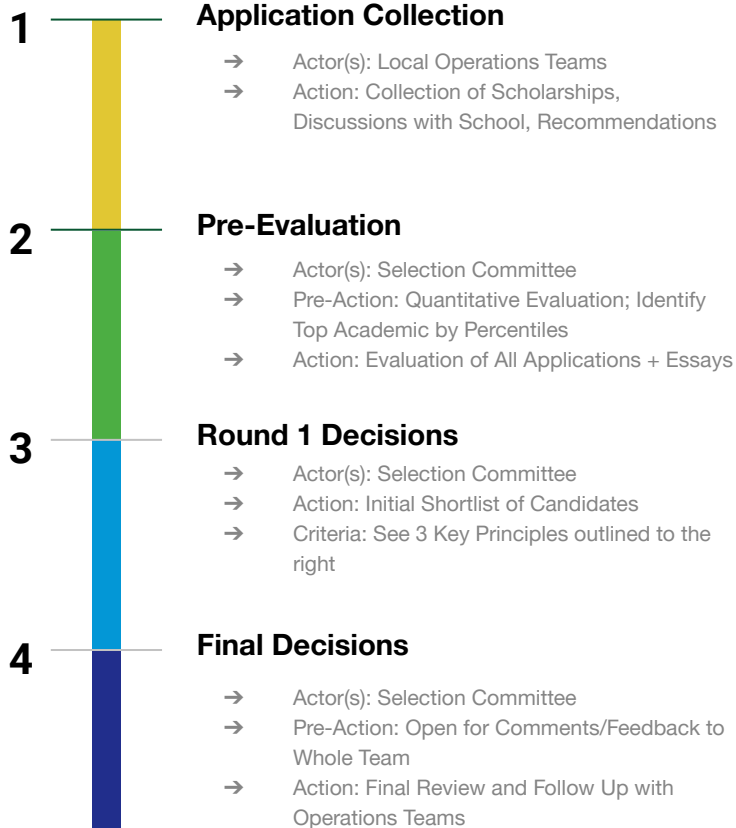 1
Application Collection
➔ Actor(s): Local Operations Teams
➔ Action: Collection of Scholarships,
Discussions with School, Recommendations
2
Pre-Evaluation
➔ Actor(s): Selection Committee
➔ Pre-Action: Quantitative Evaluation; Identify
Top Academic by Percentiles
➔ Action: Evaluation of All Applications + Essays
3
Round 1 Decisions
➔ Actor(s): Selection Committee
➔ Action: Initial Shortlist of Candidates
➔ Criteria: See 3 Key Principles outlined to the
right
4
Final Decisions
➔ Actor(s): Selection Committee
➔ Pre-Action: Open for Comments/Feedback to
Whole Team
➔ Action: Final Review and Follow Up with
Operations Teams